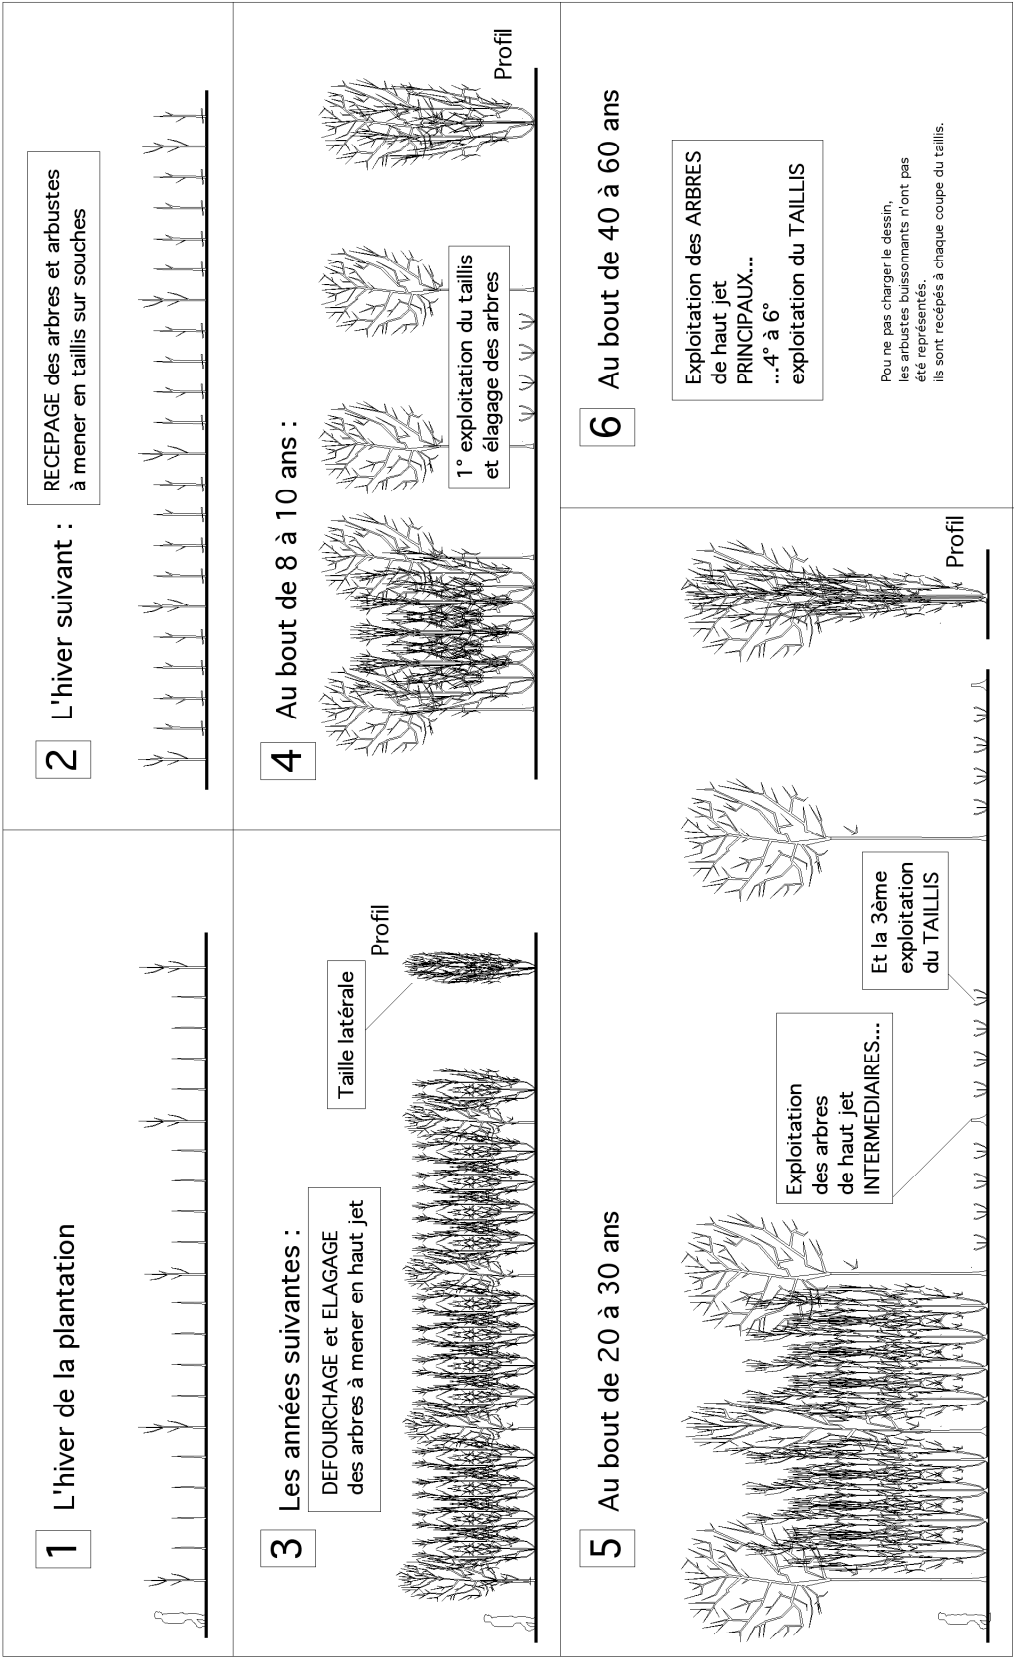 1
L'hiver de la plantation
2
L'hiver suivant :
RECEPAGE des arbres et arbustes
à mener en taillis sur souches
3
Les années suivantes :
DEFOURCHAGE et ELAGAGE
des arbres à mener en haut jet
Taille latérale
Profil
4
Au bout de 8 à 10 ans :
1° exploitation du taillis
et élagage des arbres
Profil
5
Au bout de 20 à 30 ans
Exploitation
des arbres
de haut jet
INTERMEDIAIRES...
Et la 3ème
exploitation
du TAILLIS
Profil
6
Au bout de 40 à 60 ans
Exploitation des ARBRES
de haut jet
PRINCIPAUX...
...4° à 6°
exploitation du TAILLIS
Pou ne pas charger le dessin,
les arbustes buissonnants n'ont pas
été représentés.
ils sont recépés à chaque coupe du taillis.